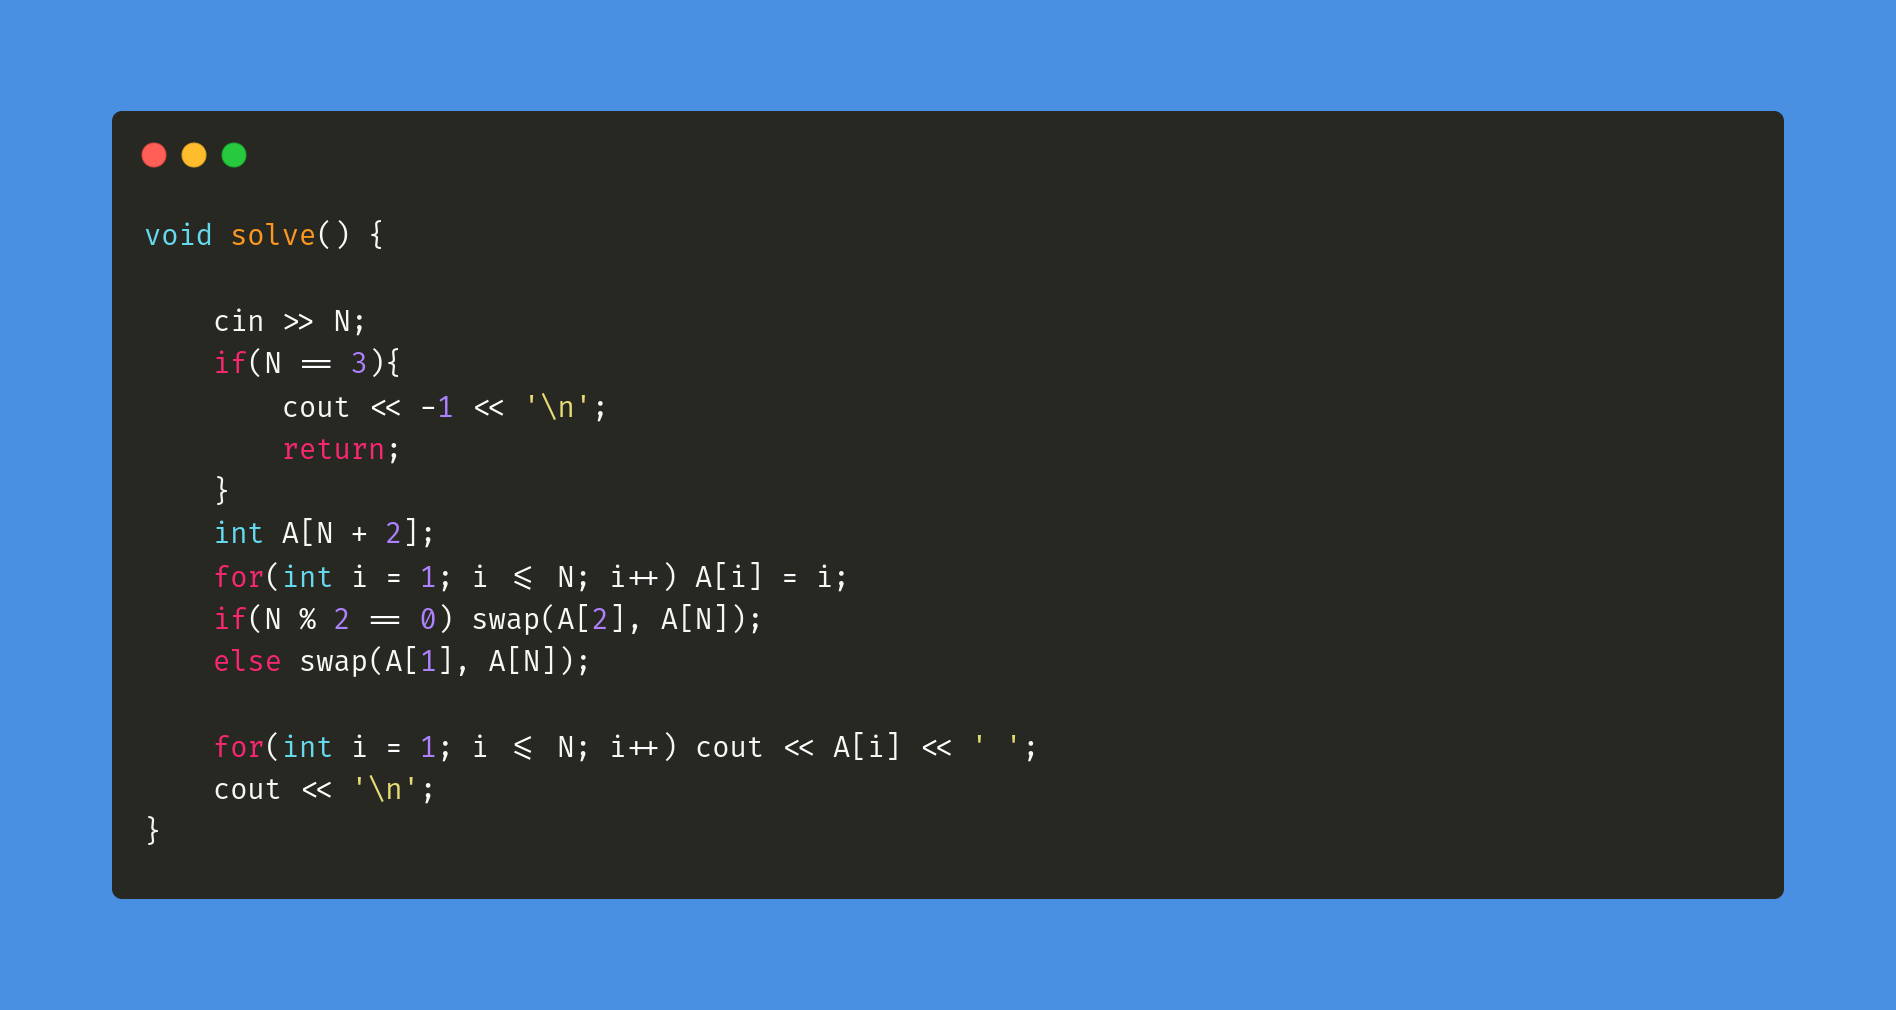 void solve() {
cin >> N;
if(N == 3){
cout << -1 << '\n';
return;
}
int A[N + 2];
for(int i = 1; i <= N; i++) A[i] = i;
if(N % 2 == 0) swap(A[2], A[N]);
else swap(A[1], A[N]);
for(int i = 1; i <= N; i++) cout << A[i] << ' ';
cout << '\n';
}